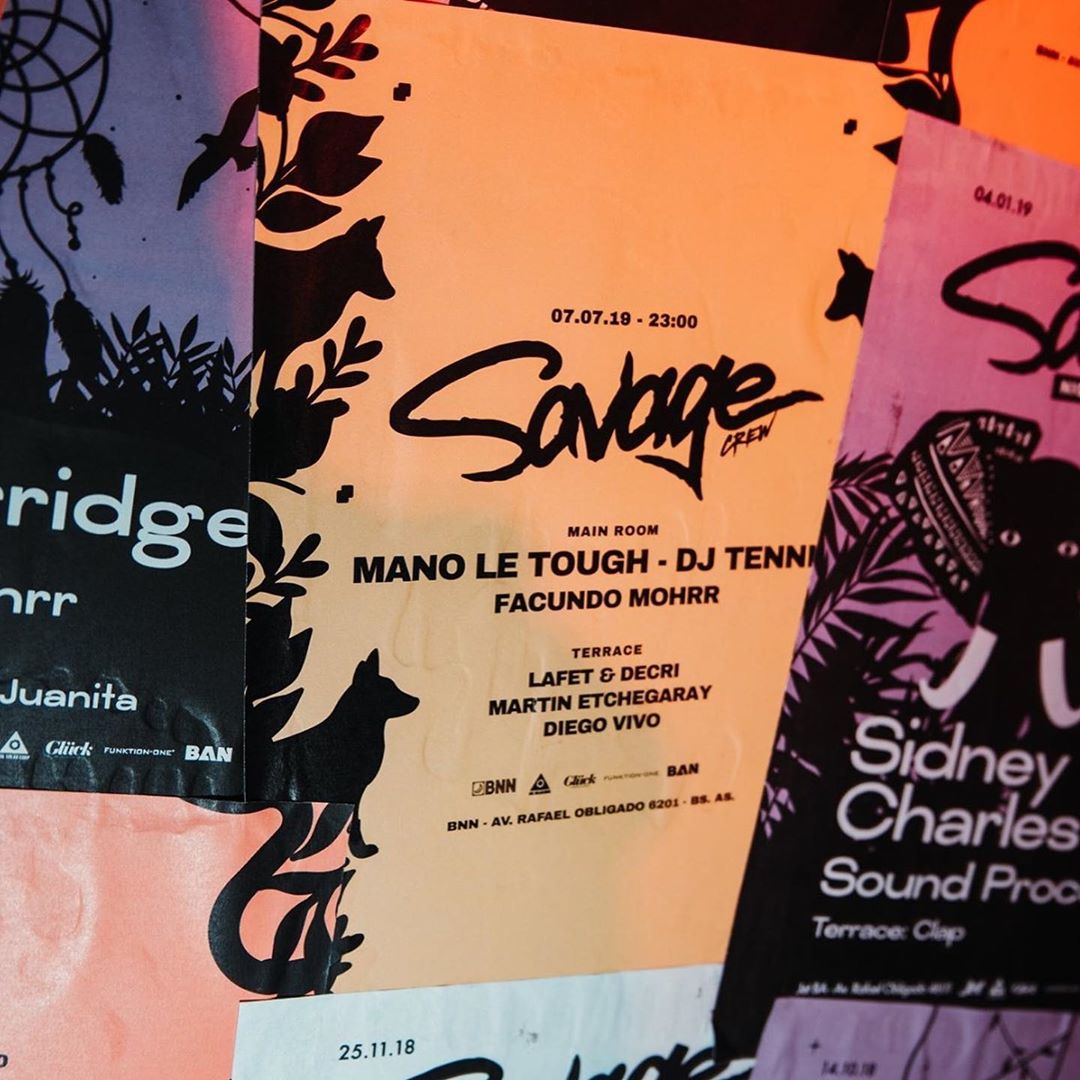 07.07.19 - 23:00
Savage
CREW
MAIN ROOM
MANO LE TOUGH - DJ TENNI
FACUNDO MOHRR
TERRACE
LAFET & DECRI
MARTIN ETCHEGARAY
DIEGO VIVO
BNN Glück FUNKTION-ONE BAN
BNN - AV. RAFAEL OBLIGADO 6201 - BS. AS.
rridge
hrr
Juanita
Glück FUNKTION-ONE BAN
04.01.19
Sa
Sidney
Charles
Sound Proc
Terrace: Clap
25.11.18
Savage
14.10.18